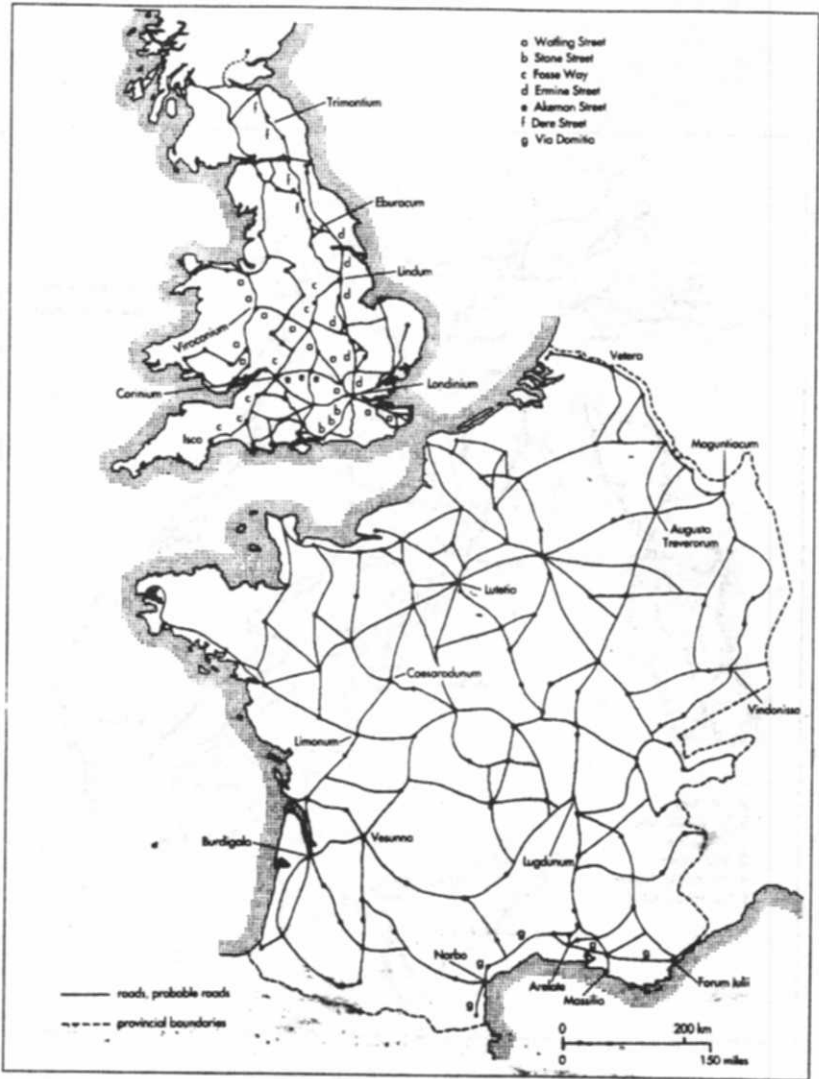 a Watling Street
b Stone Street
c Fosse Way
d Ermine Street
e Akeman Street
f Dere Street
g Via Domitia
Trimontium
f
f
f
f
Eburacum
d
d
Lindum
c
d
a
a
c
c
a
d
Viroconium
a
a
a
d
c
e
e
a
d
Corinium
Londinium
c
b
b
b
a
Isca
c
c
Vetera
Moguntiacum
Augusta
Treverorum
Lutetia
Caesarodunum
Vindonissa
Limonum
Burdigala
Vesunna
Lugdunum
g
g
g
g
g
Narbo
Arelate
Massilia
Forum Julii
roads, probable roads
provincial boundaries
0 200 km
0 150 miles